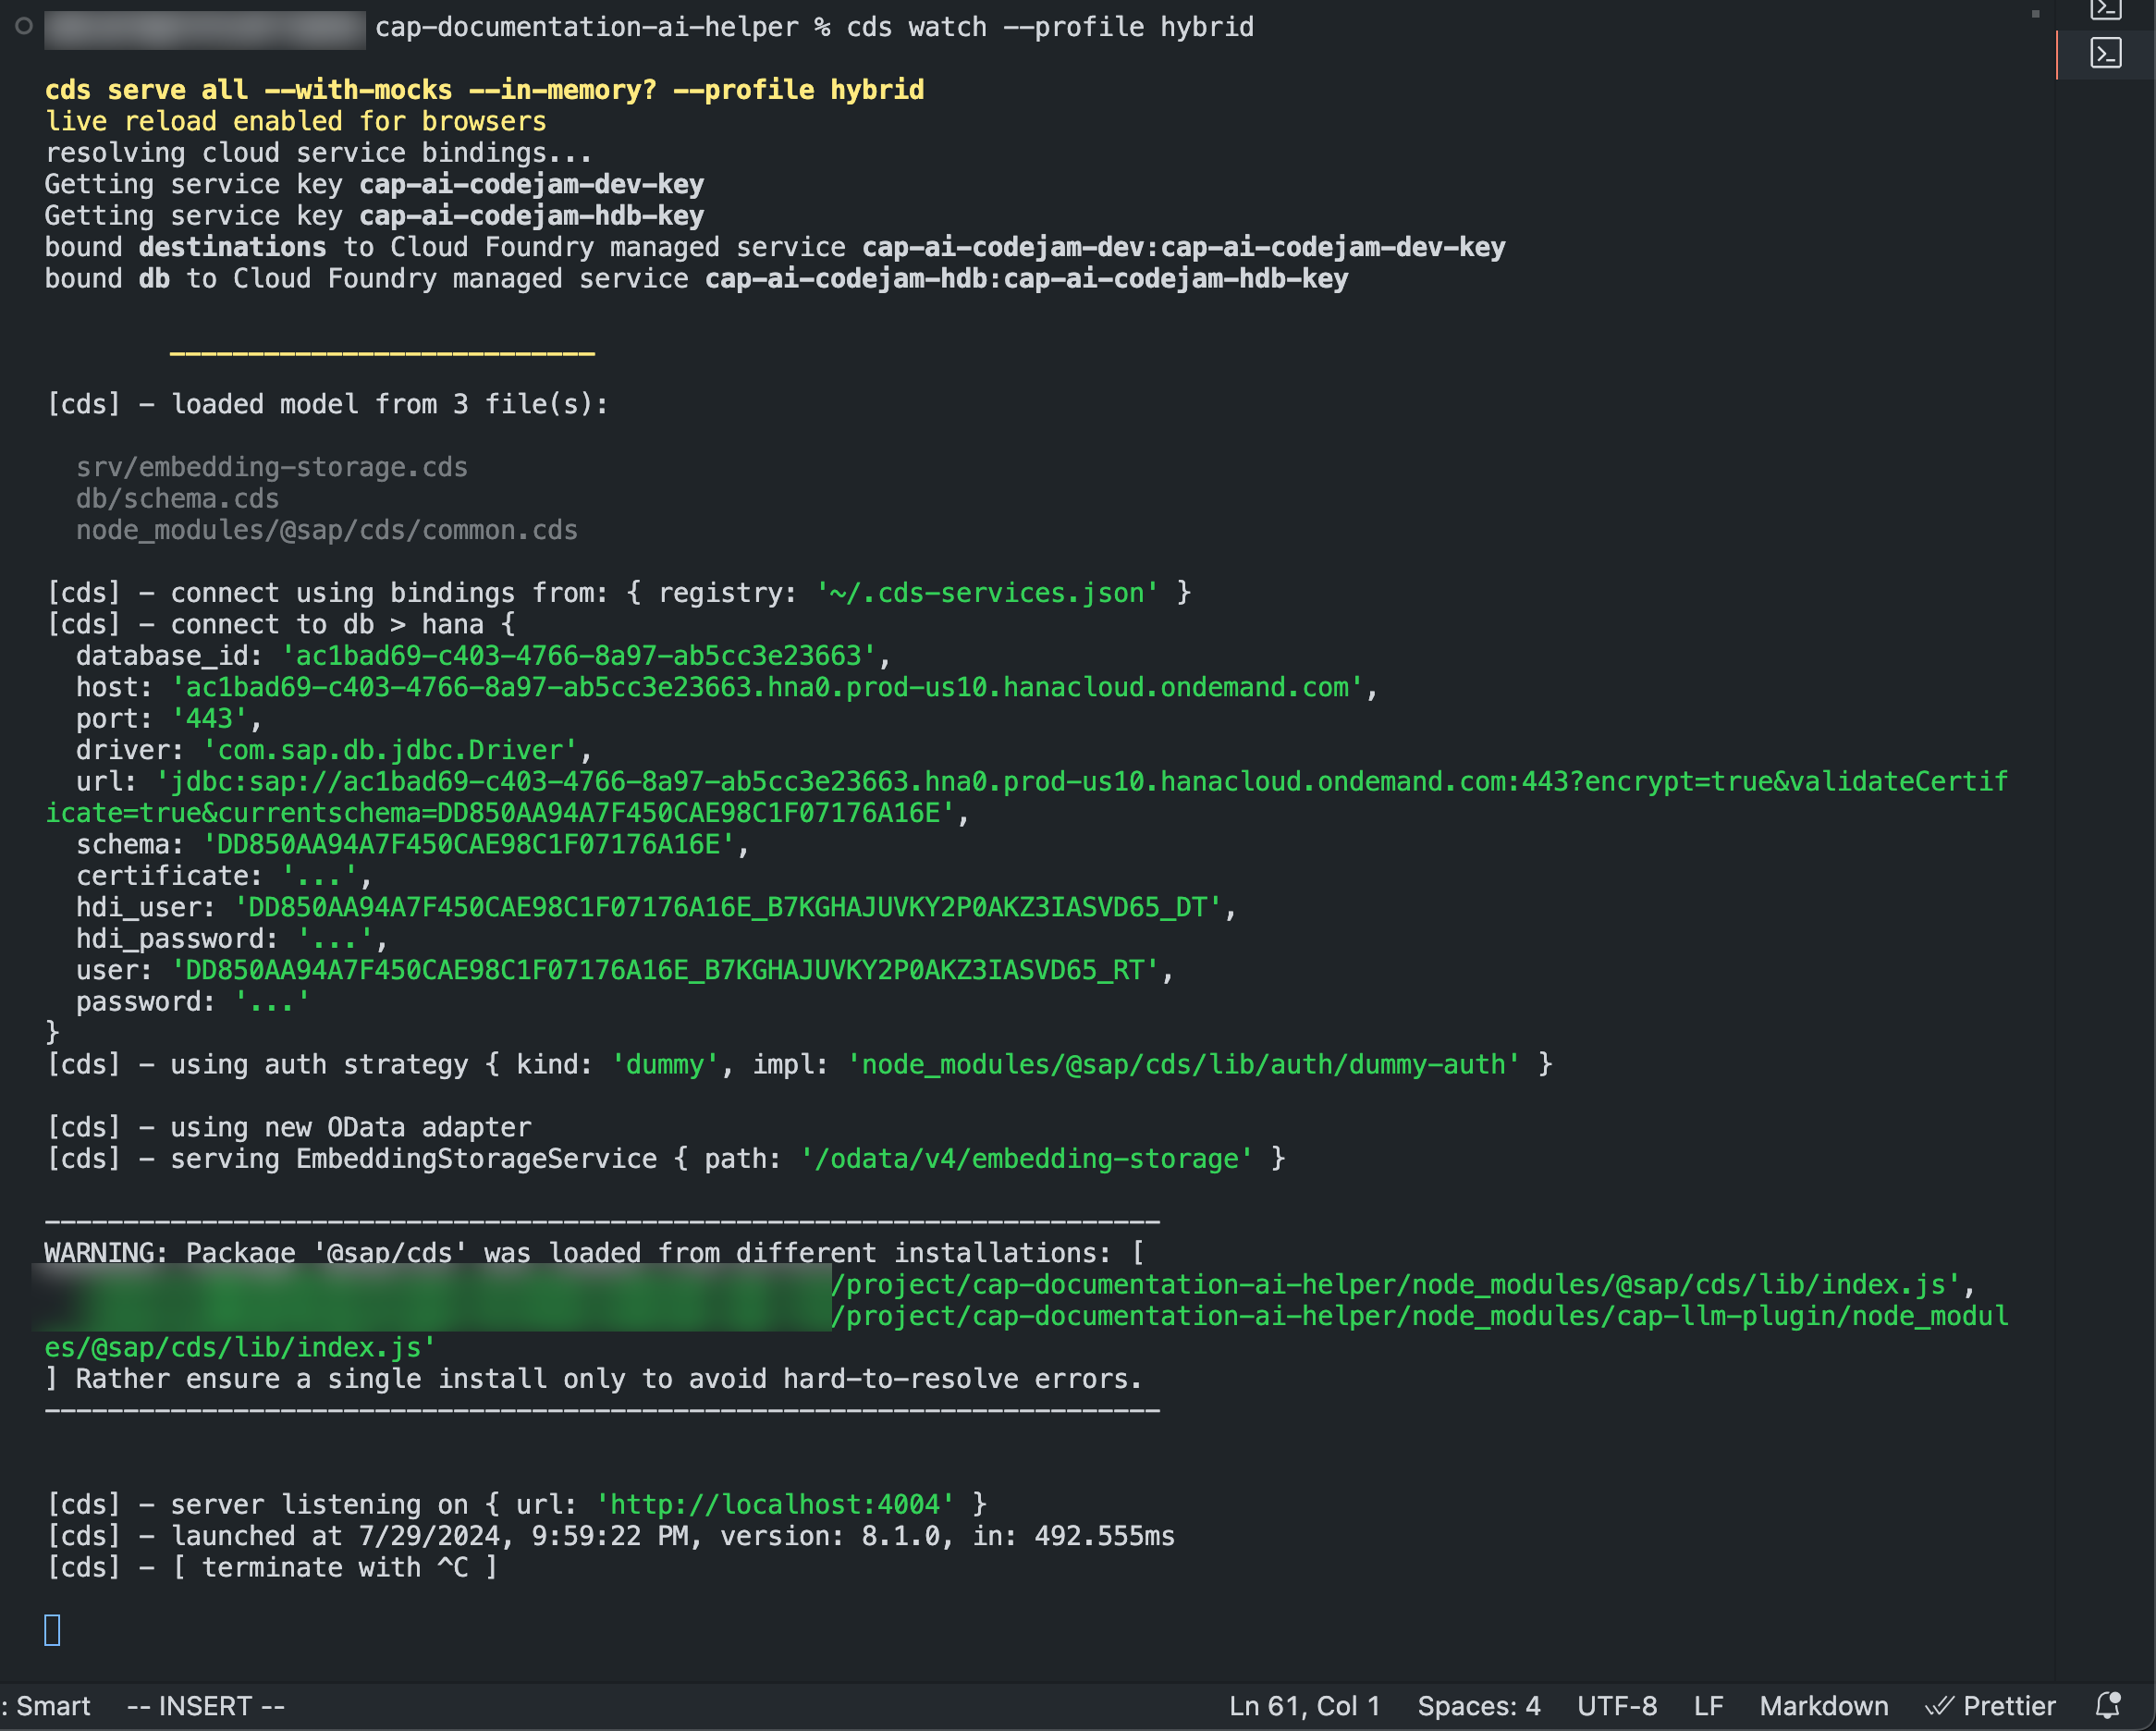 cap-documentation-ai-helper % cds watch --profile hybrid
cds serve all --with-mocks --in-memory? --profile hybrid
live reload enabled for browsers
resolving cloud service bindings...
Getting service key cap-ai-codejam-dev-key
Getting service key cap-ai-codejam-hdb-key
bound destinations to Cloud Foundry managed service cap-ai-codejam-dev:cap-ai-codejam-dev-key
bound db to Cloud Foundry managed service cap-ai-codejam-hdb:cap-ai-codejam-hdb-key
___________________________
[cds] - loaded model from 3 file(s):
srv/embedding-storage.cds
db/schema.cds
node_modules/@sap/cds/common.cds
[cds] - connect using bindings from: { registry: '~/.cds-services.json' }
[cds] - connect to db > hana {
database_id: 'ac1bad69-c403-4766-8a97-ab5cc3e23663',
host: 'ac1bad69-c403-4766-8a97-ab5cc3e23663.hna0.prod-us10.hanacloud.ondemand.com',
port: '443',
driver: 'com.sap.db.jdbc.Driver',
url: 'jdbc:sap://ac1bad69-c403-4766-8a97-ab5cc3e23663.hna0.prod-us10.hanacloud.ondemand.com:443?encrypt=true&validateCertif
icate=true&currentschema=DD850AA94A7F450CAE98C1F07176A16E',
schema: 'DD850AA94A7F450CAE98C1F07176A16E',
certificate: '...',
hdi_user: 'DD850AA94A7F450CAE98C1F07176A16E_B7KGHAJUVKY2P0AKZ3IASVD65_DT',
hdi_password: '...',
user: 'DD850AA94A7F450CAE98C1F07176A16E_B7KGHAJUVKY2P0AKZ3IASVD65_RT',
password: '...'
}
[cds] - using auth strategy { kind: 'dummy', impl: 'node_modules/@sap/cds/lib/auth/dummy-auth' }
[cds] - using new OData adapter
[cds] - serving EmbeddingStorageService { path: '/odata/v4/embedding-storage' }
-----------------------------------------------------------------------
WARNING: Package '@sap/cds' was loaded from different installations: [
/project/cap-documentation-ai-helper/node_modules/@sap/cds/lib/index.js',
/project/cap-documentation-ai-helper/node_modules/cap-llm-plugin/node_modul
es/@sap/cds/lib/index.js'
] Rather ensure a single install only to avoid hard-to-resolve errors.
-----------------------------------------------------------------------
[cds] - server listening on { url: 'http://localhost:4004' }
[cds] - launched at 7/29/2024, 9:59:22 PM, version: 8.1.0, in: 492.555ms
[cds] - [ terminate with ^C ]
: Smart -- INSERT -- Ln 61, Col 1 Spaces: 4 UTF-8 LF Markdown Prettier